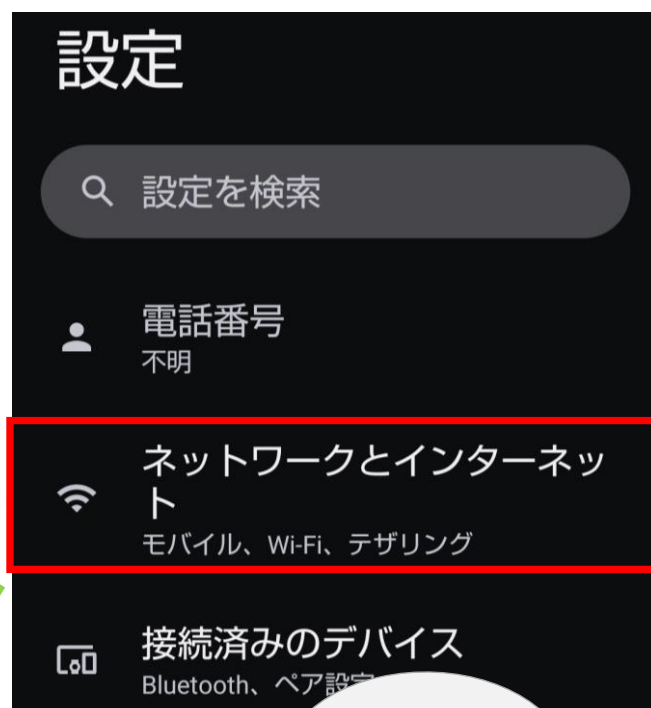 設定
設定を検索
電話番号
不明
ネットワークとインターネッ
ト
モバイル、Wi-Fi、テザリング
接続済みのデバイス
Bluetooth、ペア設定